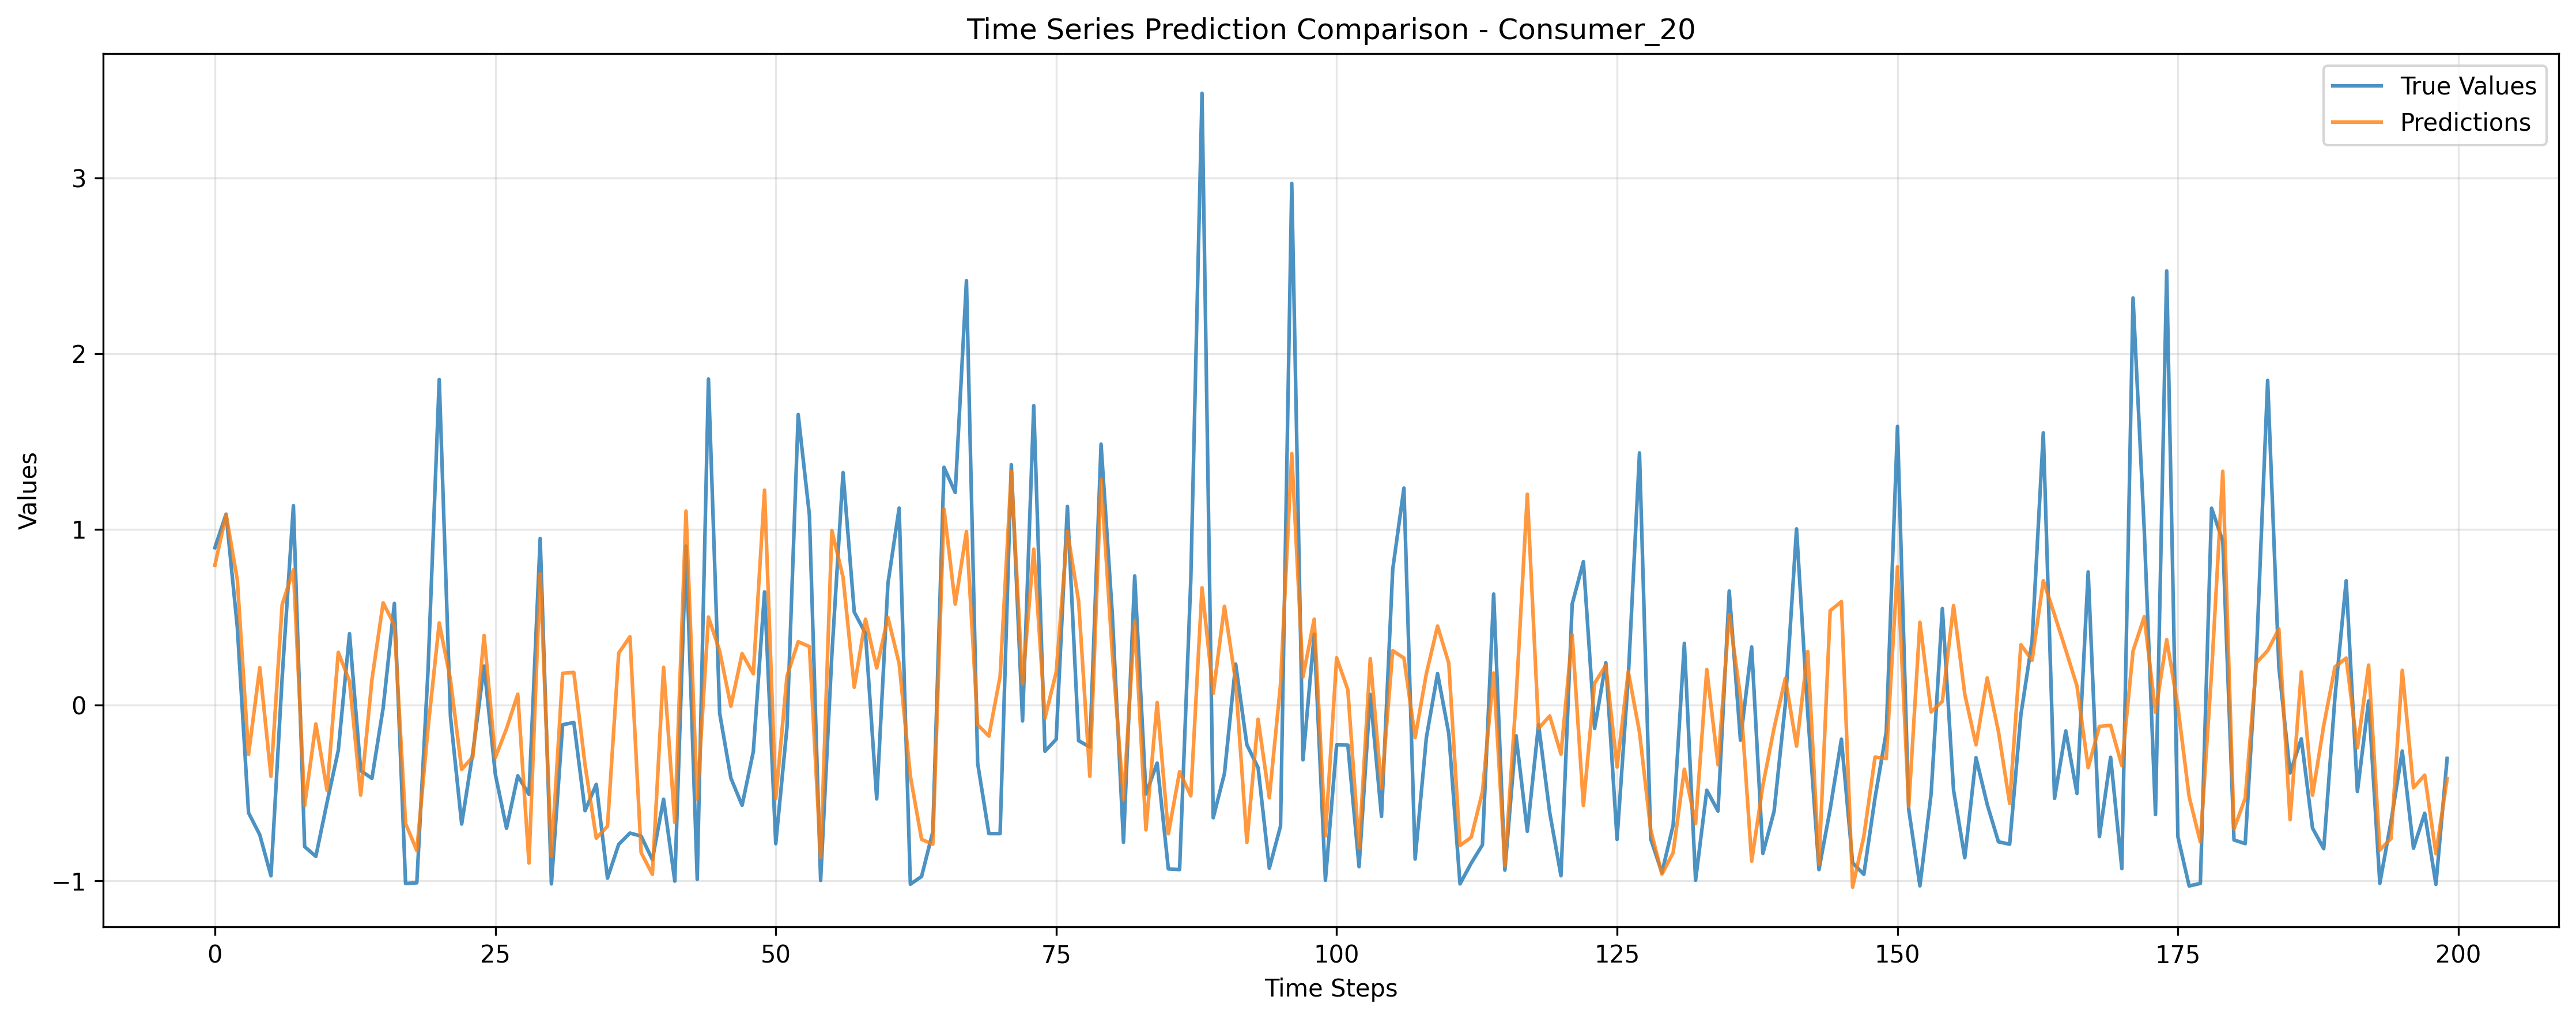 Time Series Prediction Comparison - Consumer_20
True Values
Predictions
Values
3
2
1
0
−1
0 25 50 75 100 125 150 175 200
Time Steps